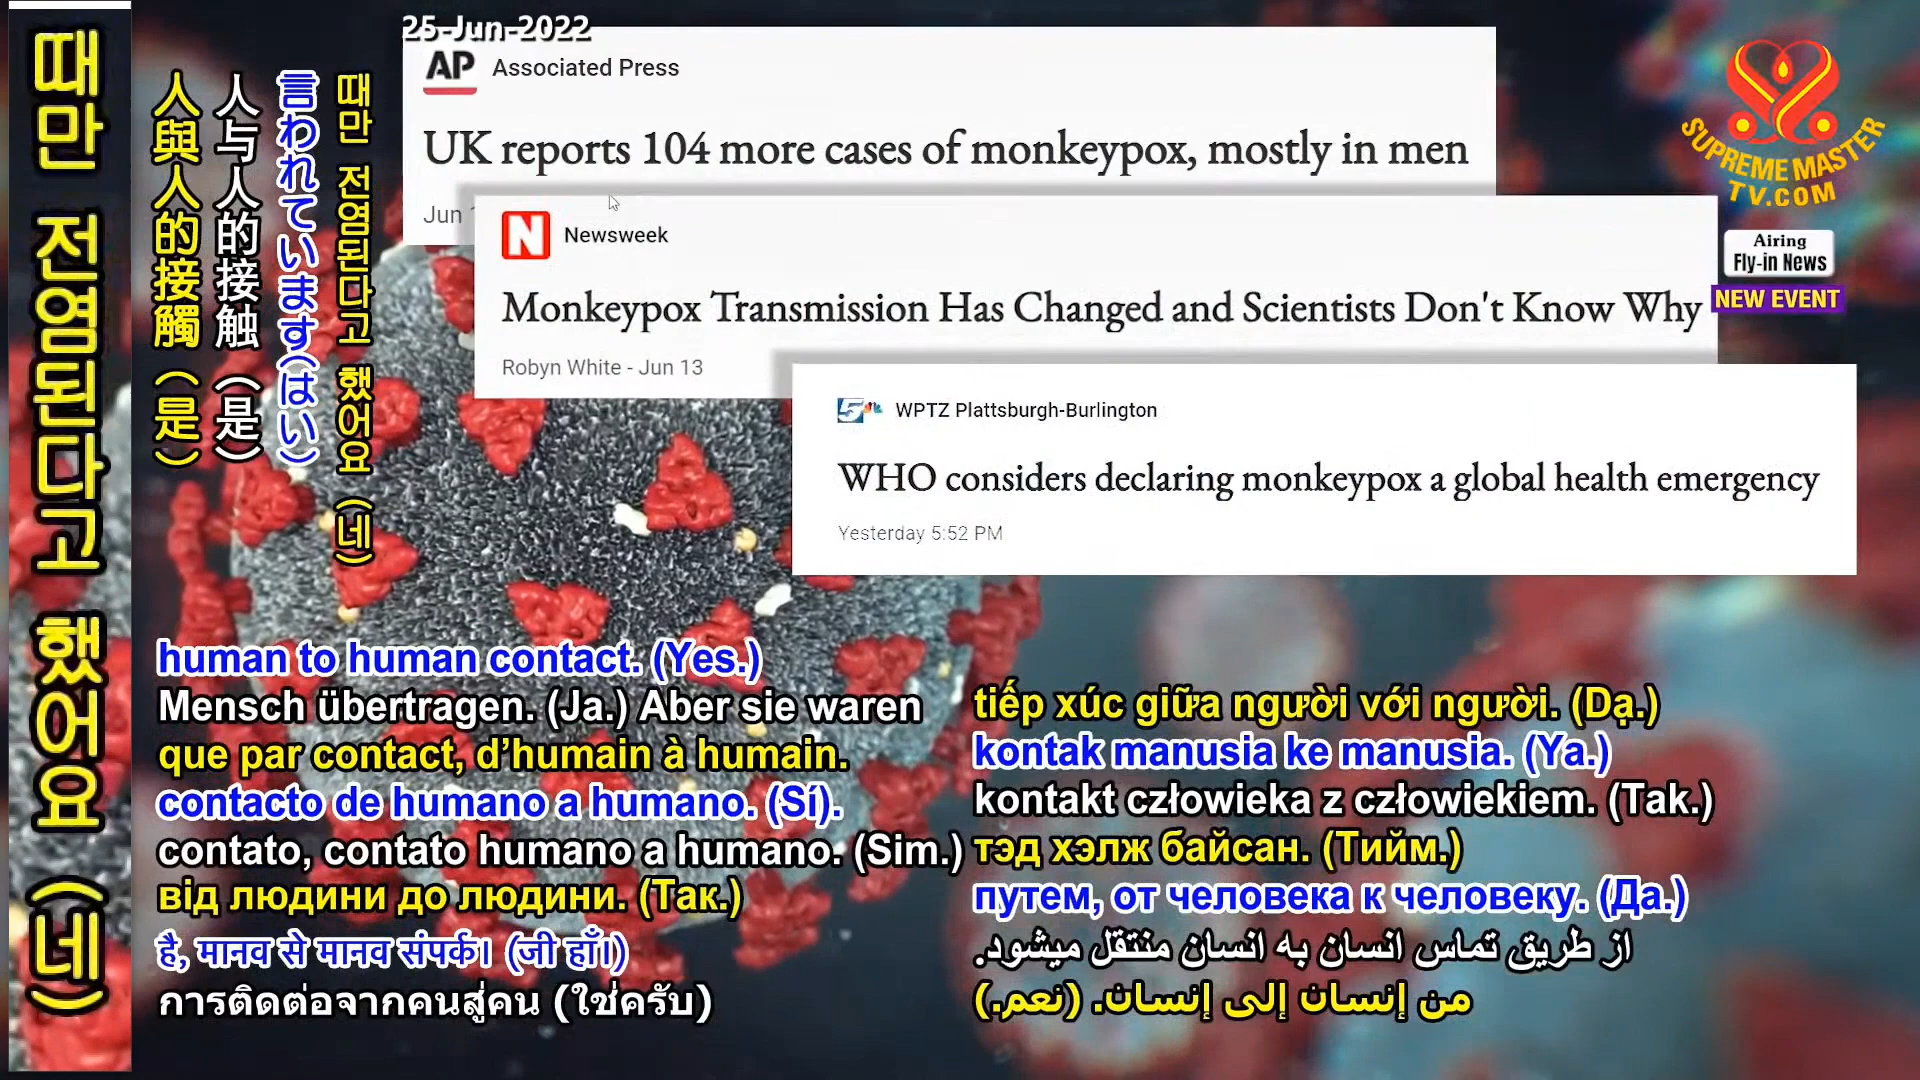 25-Jun-2022
AP Associated Press
UK reports 104 more cases of monkeypox, mostly in men
Jun
N Newsweek
Monkeypox Transmission Has Changed and Scientists Don't Know Why
Robyn White - Jun 13
5 WPTZ Plattsburgh-Burlington
WHO considers declaring monkeypox a global health emergency
Yesterday 5:52 PM
SUPREME MASTER
TV.COM
Airing
Fly-in News
NEW EVENT
때만 전염된다고 했어요 (네)
人與人的接觸（是）
人与人的接触（是）
言われています(はい)
때만 전염된다고 했어요 (네)
human to human contact. (Yes.)
Mensch übertragen. (Ja.) Aber sie waren
que par contact, d’humain à humain.
contacto de humano a humano. (Sí).
contato, contato humano a humano. (Sim.)
від людини до людини. (Так.)
है, मानव से मानव संपर्क। (जी हाँ।)
การติดต่อจากคนสู่คน (ใช่ครับ)
tiếp xúc giữa người với người. (Dạ.)
kontak manusia ke manusia. (Ya.)
kontakt człowieka z człowiekiem. (Tak.)
тэд хэлж байсан. (Тийм.)
путем, от человека к человеку. (Да.)
از طریق تماس انسان به انسان منتقل میشود.
من إنسان إلى إنسان. (نعم.)